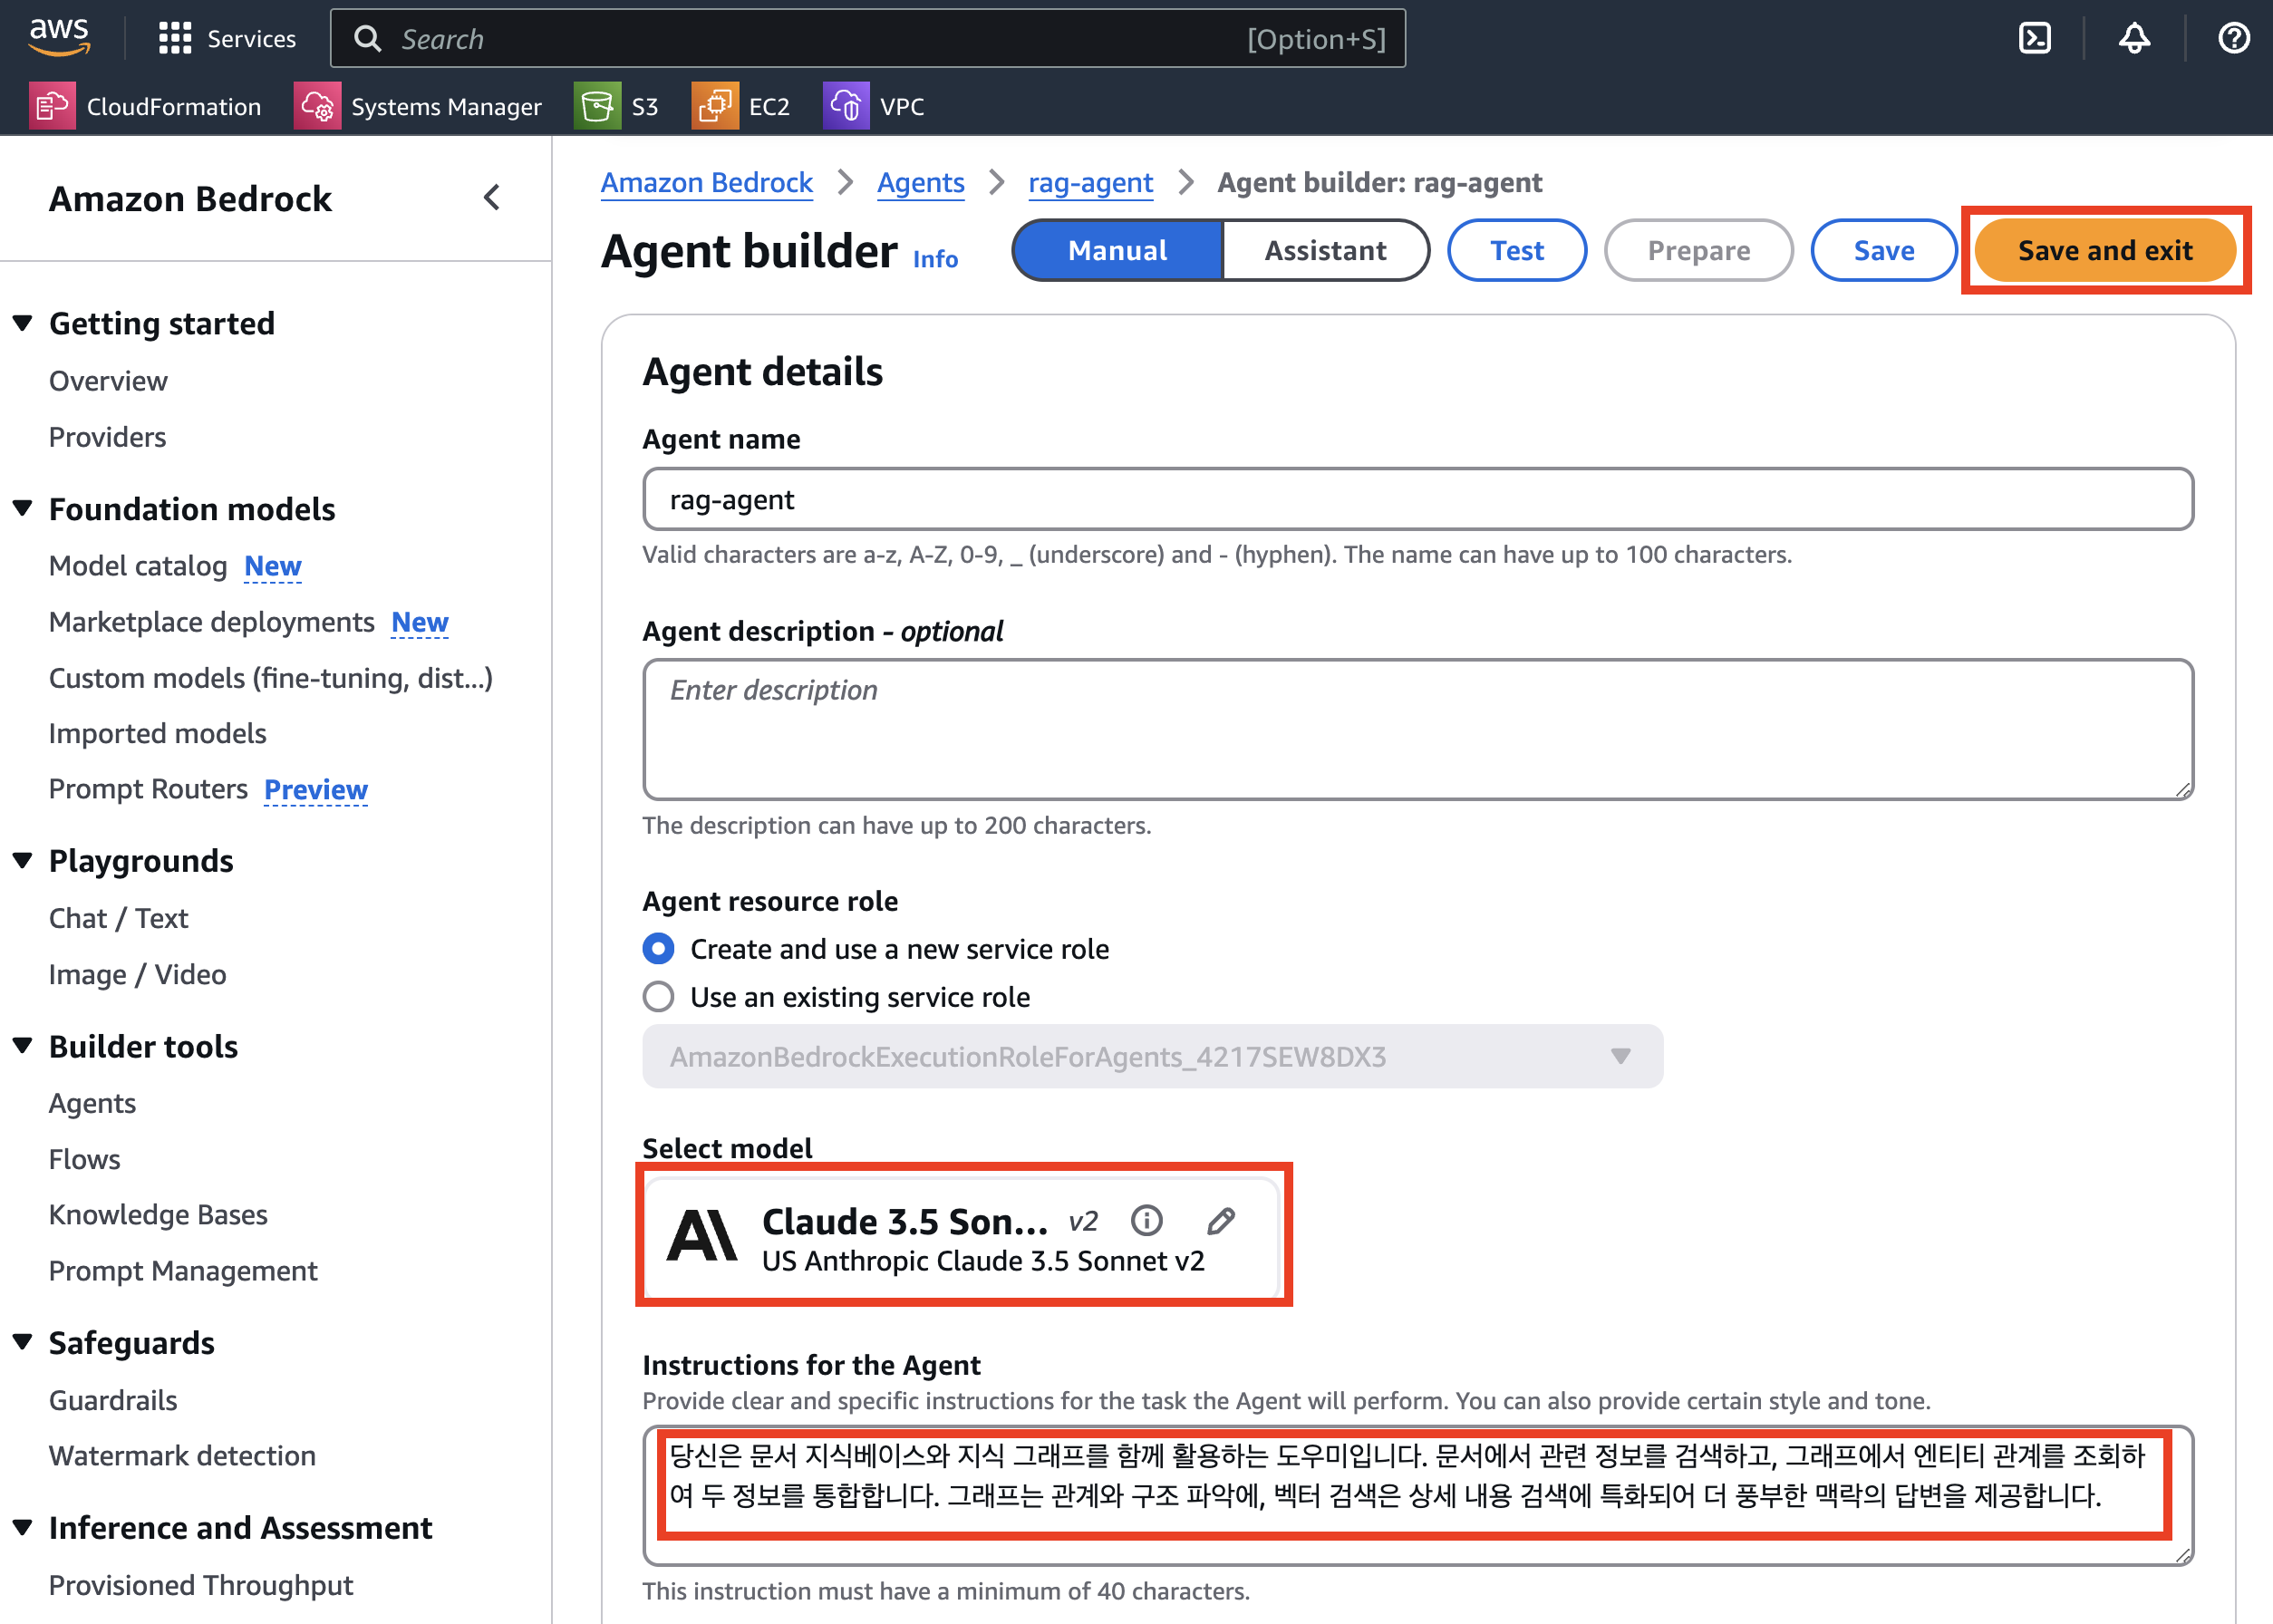 aws
Services
Search
[Option+S]
CloudFormation
Systems Manager
S3
EC2
VPC
Amazon Bedrock
Getting started
Overview
Providers
Foundation models
Model catalog New
Marketplace deployments New
Custom models (fine-tuning, dist...)
Imported models
Prompt Routers Preview
Playgrounds
Chat / Text
Image / Video
Builder tools
Agents
Flows
Knowledge Bases
Prompt Management
Safeguards
Guardrails
Watermark detection
Inference and Assessment
Provisioned Throughput
Amazon Bedrock > Agents > rag-agent > Agent builder: rag-agent
Agent builder Info
Manual
Assistant
Test
Prepare
Save
Save and exit
Agent details
Agent name
rag-agent
Valid characters are a-z, A-Z, 0-9, _ (underscore) and - (hyphen). The name can have up to 100 characters.
Agent description - optional
Enter description
The description can have up to 200 characters.
Agent resource role
Create and use a new service role
Use an existing service role
AmazonBedrockExecutionRoleForAgents_4217SEW8DX3
Select model
Claude 3.5 Son... v2
US Anthropic Claude 3.5 Sonnet v2
Instructions for the Agent
Provide clear and specific instructions for the task the Agent will perform. You can also provide certain style and tone.
당신은 문서 지식베이스와 지식 그래프를 함께 활용하는 도우미입니다. 문서에서 관련 정보를 검색하고, 그래프에서 엔티티 관계를 조회하
여 두 정보를 통합합니다. 그래프는 관계와 구조 파악에, 벡터 검색은 상세 내용 검색에 특화되어 더 풍부한 맥락의 답변을 제공합니다.
This instruction must have a minimum of 40 characters.